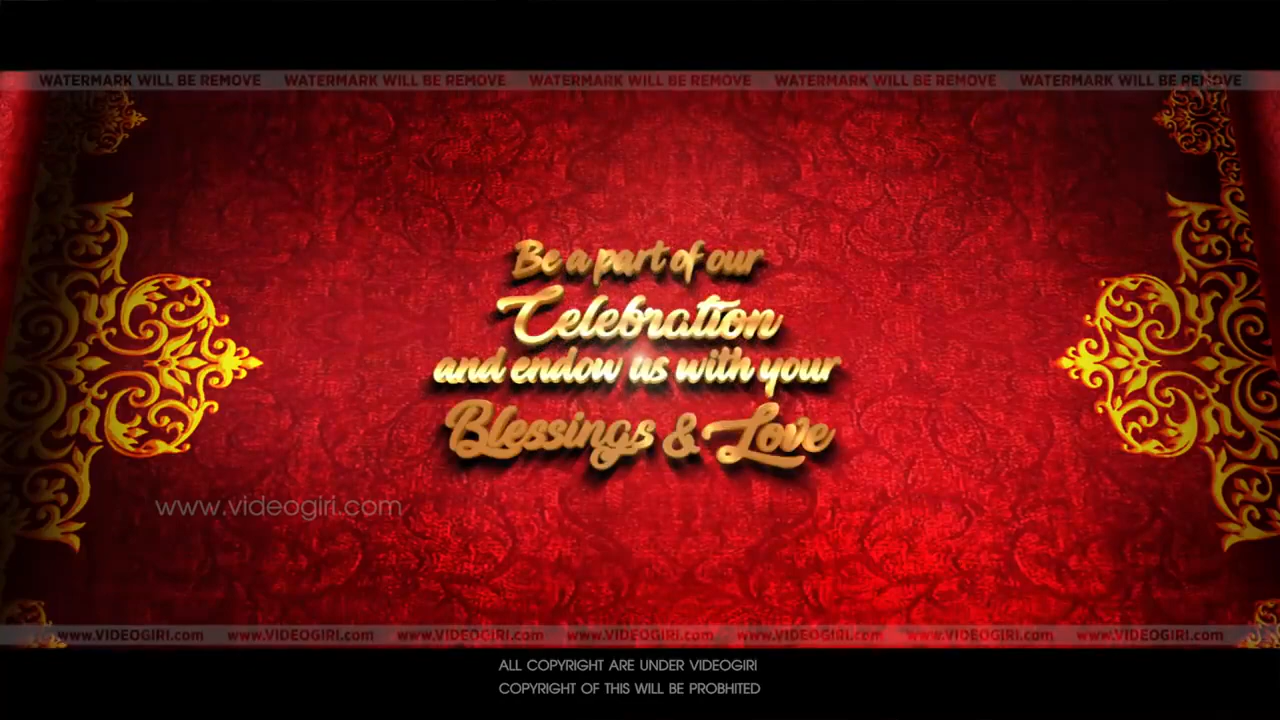 WATERMARK WILL BE REMOVE WATERMARK WILL BE REMOVE WATERMARK WILL BE REMOVE WATERMARK WILL BE REMOVE WATERMARK WILL BE REMOVE
Be a part of our
Celebration
and endow us with your
Blessings & Love
www.videogiri.com
www.VIDEOGIRI.com www.VIDEOGIRI.com www.VIDEOGIRI.com www.VIDEOGIRI.com www.VIDEOGIRI.com www.VIDEOGIRI.com www.VIDEOGIRI.com
ALL COPYRIGHT ARE UNDER VIDEOGIRI
COPYRIGHT OF THIS WILL BE PROBHITED